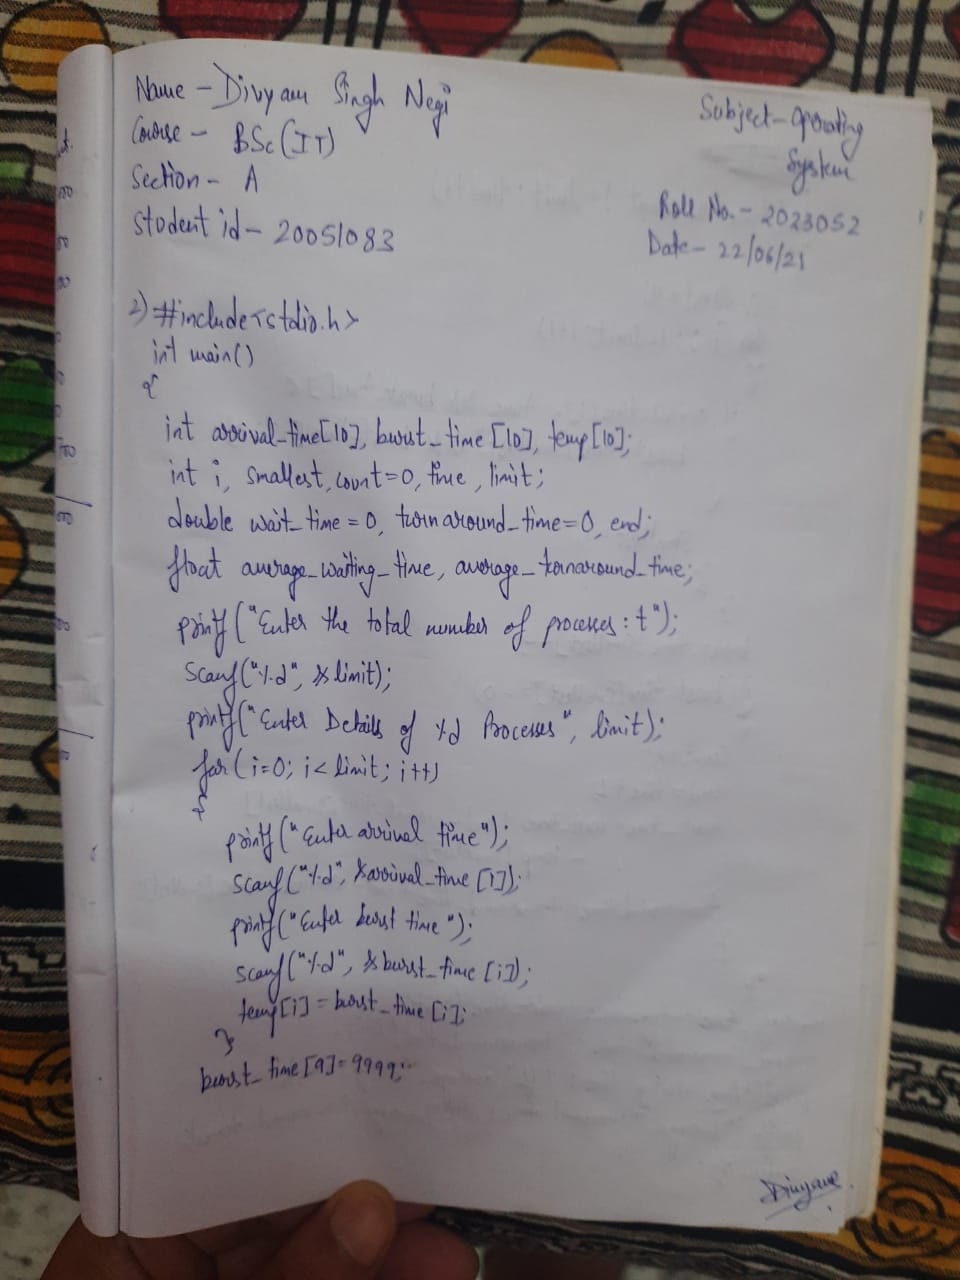 Name - Divyam Singh Negi
Course - BSc(IT)
Section - A
Student id - 20051083
Subject - Operating
System
Roll No. - 2023052
Date - 22/06/21
2) #include<stdio.h>
int main()
{
int arrival_time[10], burst_time [10], temp[10];
int i, smallest, count=0, time, limit;
double wait_time = 0, turnaround_time=0, end;
float average_waiting_time, average_turnaround_time;
printf("Enter the total number of processes : t");
scanf("%d", &limit);
printf("Enter Details of %d Processes", limit);
for(i=0; i<limit; i++)
{
printf("Enter arrival time");
scanf("%d", &arrival_time [i]);
printf("Enter burst time");
scanf("%d", &burst_time [i]);
temp[i] = burst_time [i];
}
burst_time [9]=9999;
Divyam